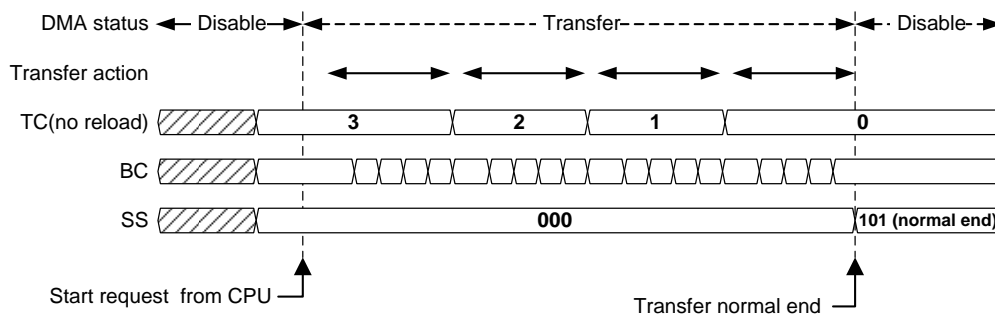 DMA status Disable Transfer Disable
Transfer action
TC(no reload) 3 2 1 0
BC
SS 000 101 (normal end)
Start request from CPU Transfer normal end